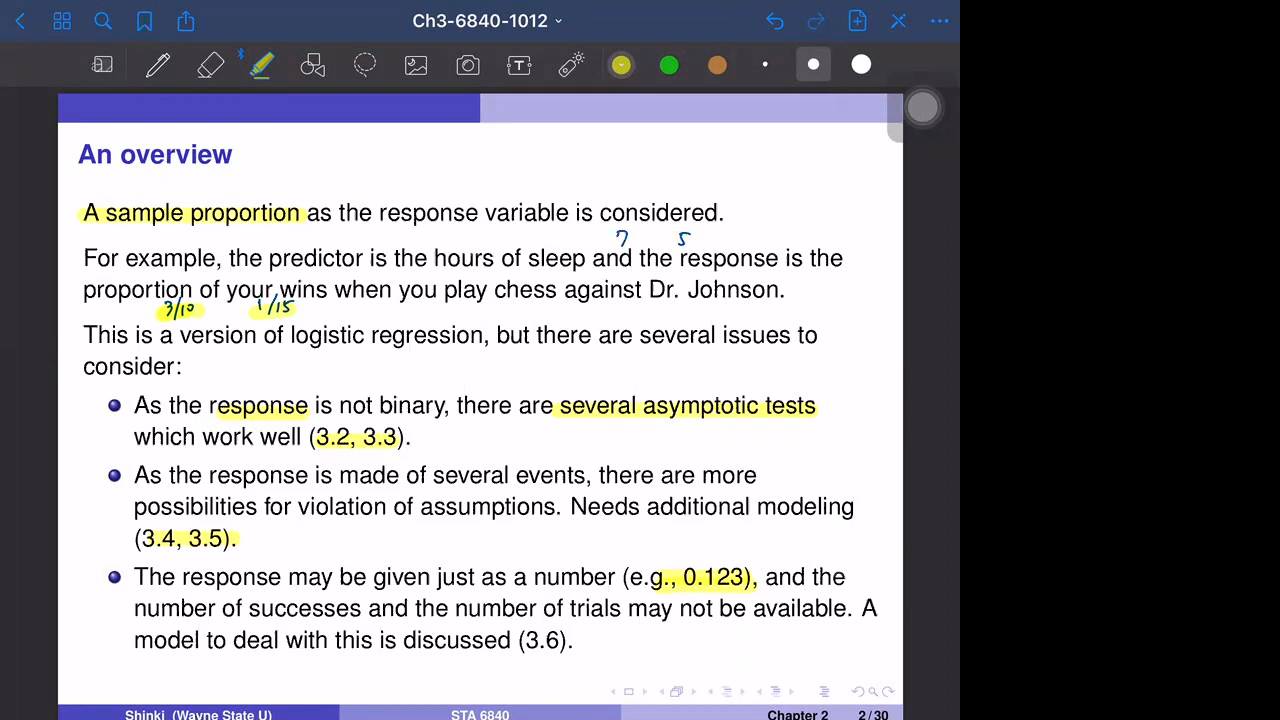 Ch3-6840-1012
An overview
A sample proportion as the response variable is considered.
7 5
For example, the predictor is the hours of sleep and the response is the
proportion of your wins when you play chess against Dr. Johnson.
3/10 1/15
This is a version of logistic regression, but there are several issues to
consider:
As the response is not binary, there are several asymptotic tests
which work well (3.2, 3.3).
As the response is made of several events, there are more
possibilities for violation of assumptions. Needs additional modeling
(3.4, 3.5).
The response may be given just as a number (e.g., 0.123), and the
number of successes and the number of trials may not be available. A
model to deal with this is discussed (3.6).
Shinki (Wayne State U) STA 6840 Chapter 2 2 / 30